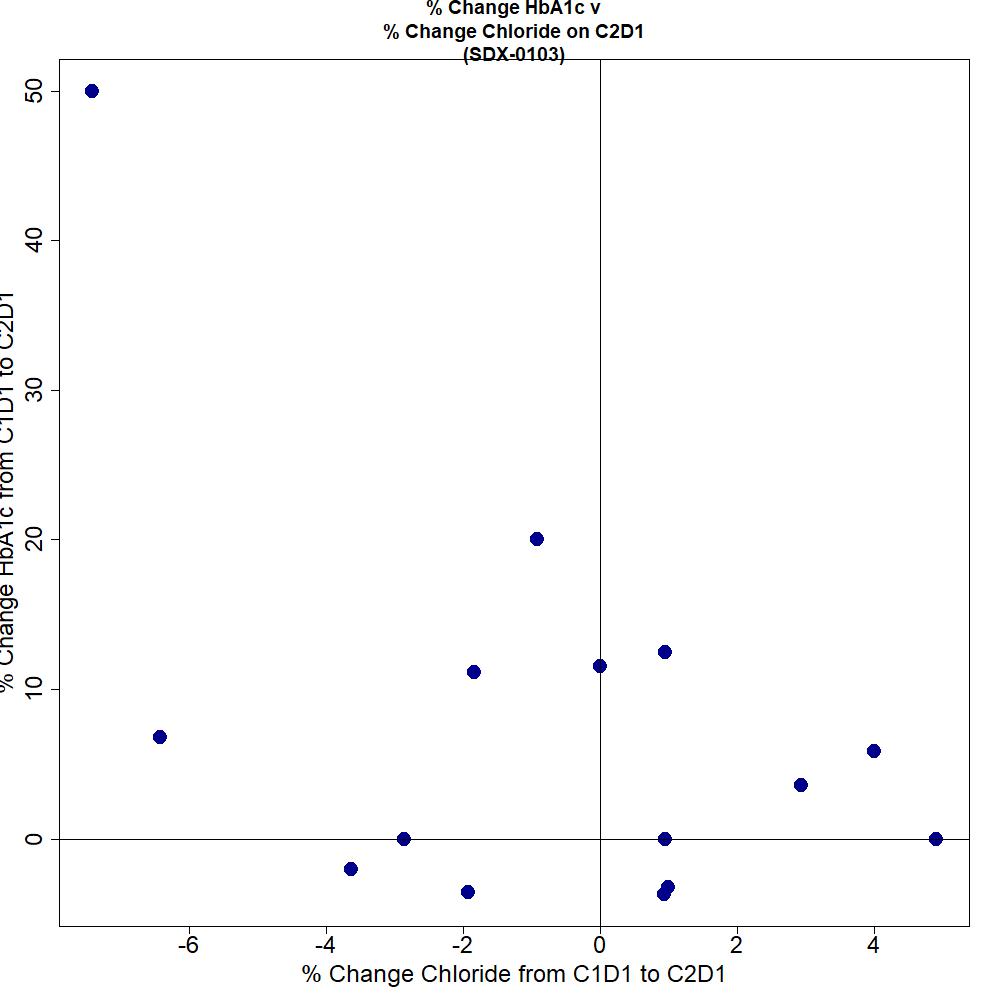 % Change HbA1c v
% Change Chloride on C2D1
(SDX-0103)
% Change HbA1c from C1D1 to C2D1
50
40
30
20
10
0
-6
-4
-2
0
2
4
% Change Chloride from C1D1 to C2D1